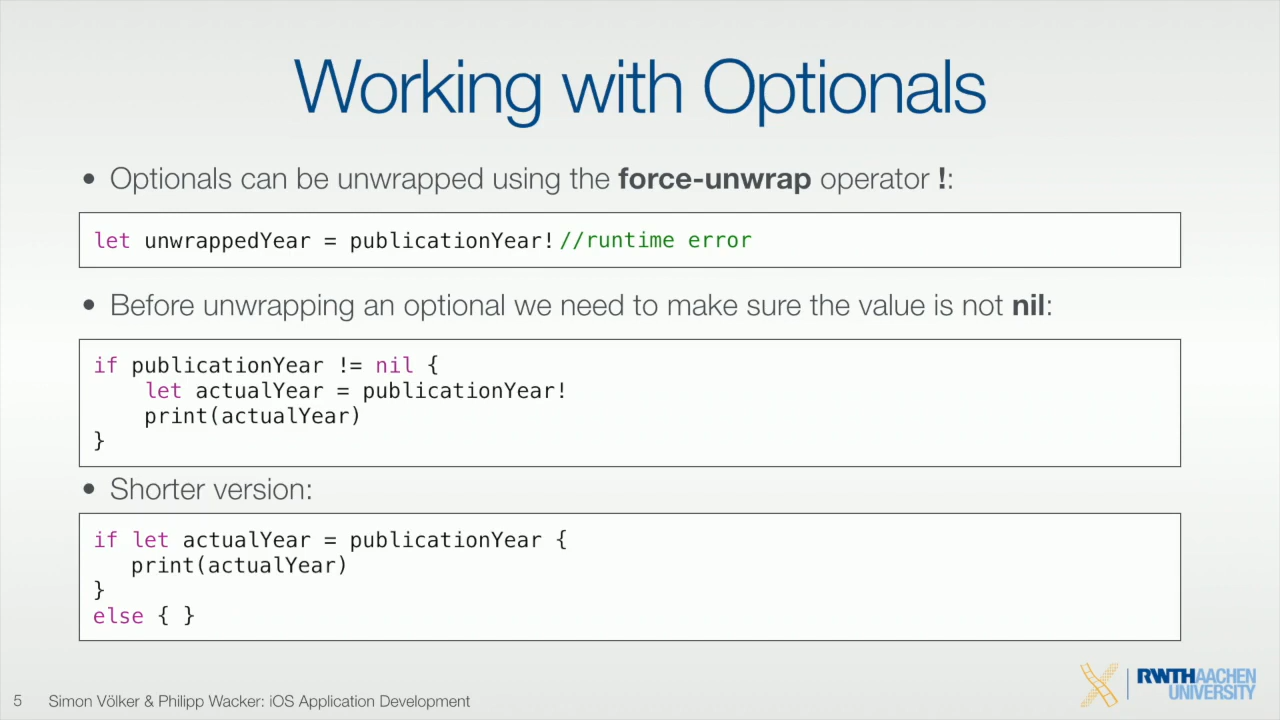 Working with Optionals
• Optionals can be unwrapped using the force-unwrap operator !:
let unwrappedYear = publicationYear! //runtime error
• Before unwrapping an optional we need to make sure the value is not nil:
if publicationYear != nil {
    let actualYear = publicationYear!
    print(actualYear)
}
• Shorter version:
if let actualYear = publicationYear {
   print(actualYear)
}
else { }
5 Simon Völker & Philipp Wacker: iOS Application Development
RWTHAACHEN
UNIVERSITY